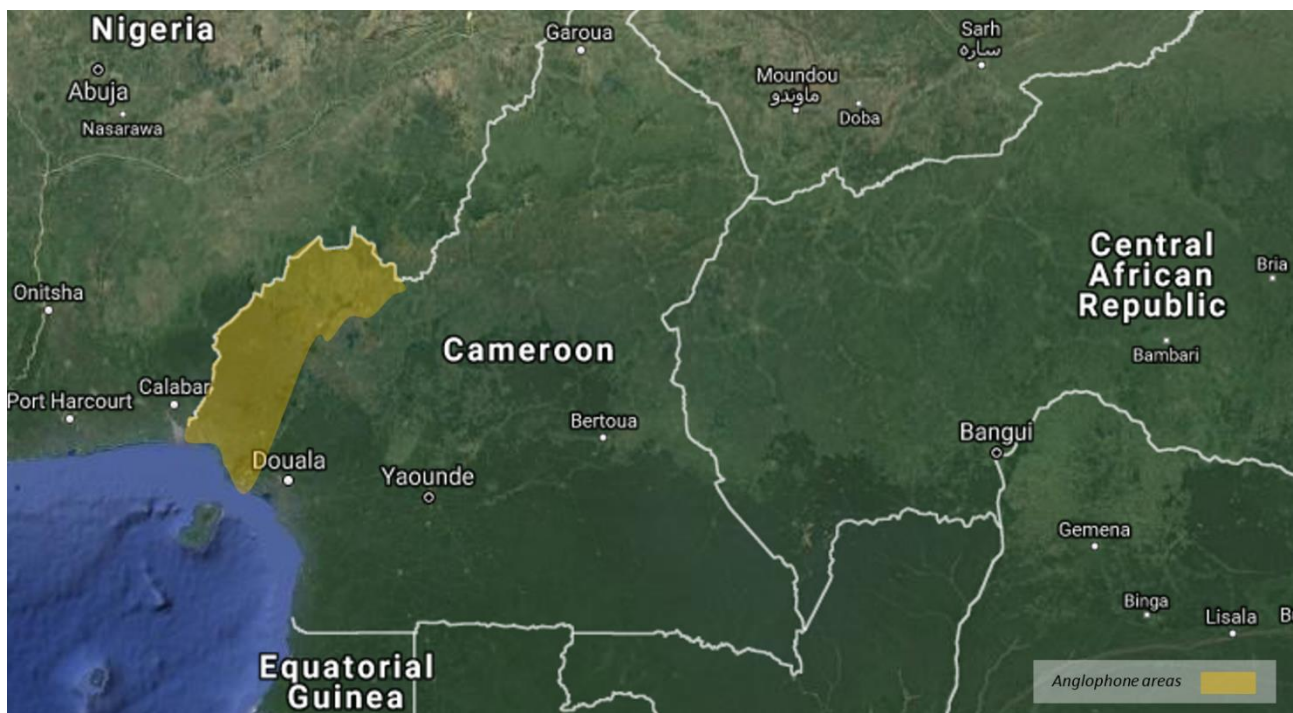 Nigeria
Garoua
Sarh
ساره
Abuja
Moundou
ماوندو
Nasarawa
Doba
Central
African
Republic
Bria
Onitsha
Cameroon
Bambari
Calabar
Port Harcourt
Bertoua
Bangui
Douala
Yaounde
Gemena
Binga
Lisala
Equatorial
Guinea
Anglophone areas